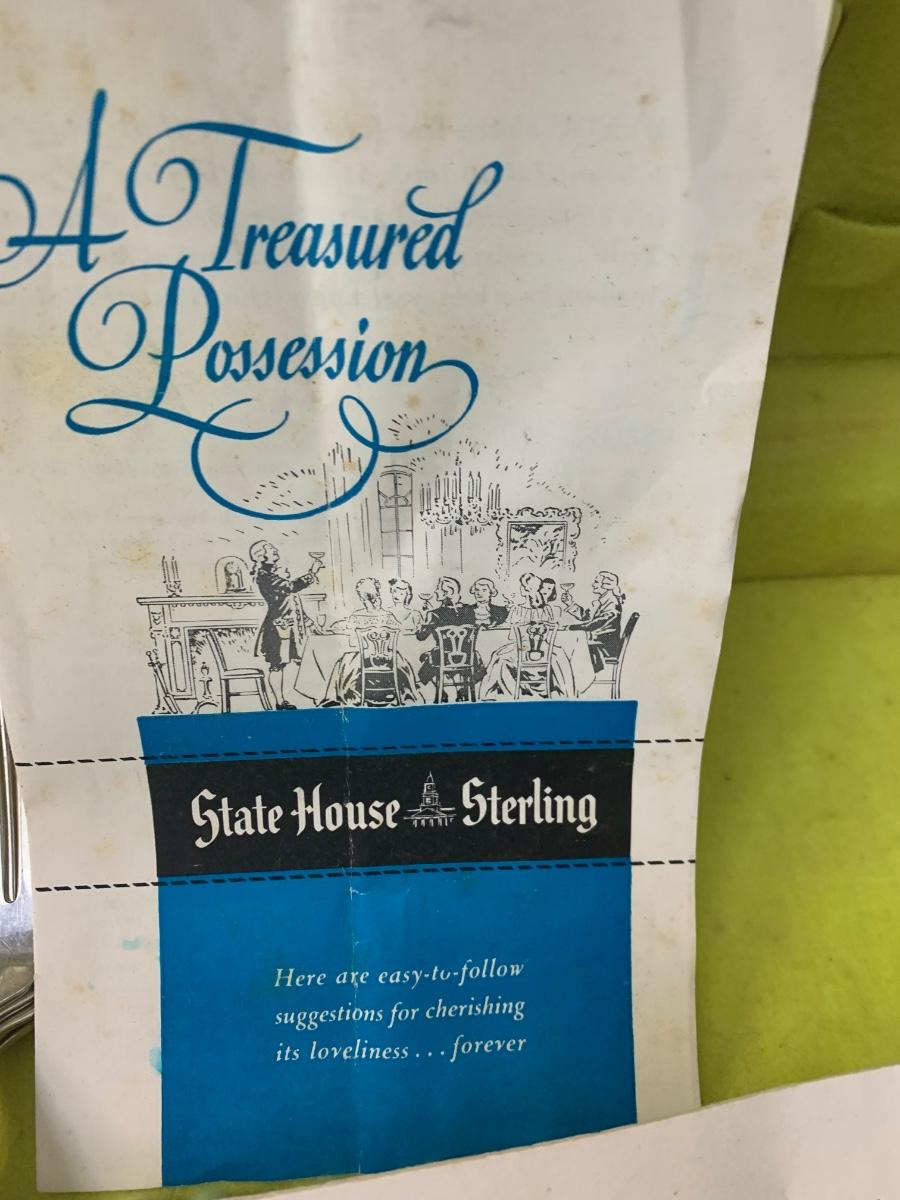 A Treasured
Possession
State House Sterling
Here are easy-to-follow
suggestions for cherishing
its loveliness . . . forever